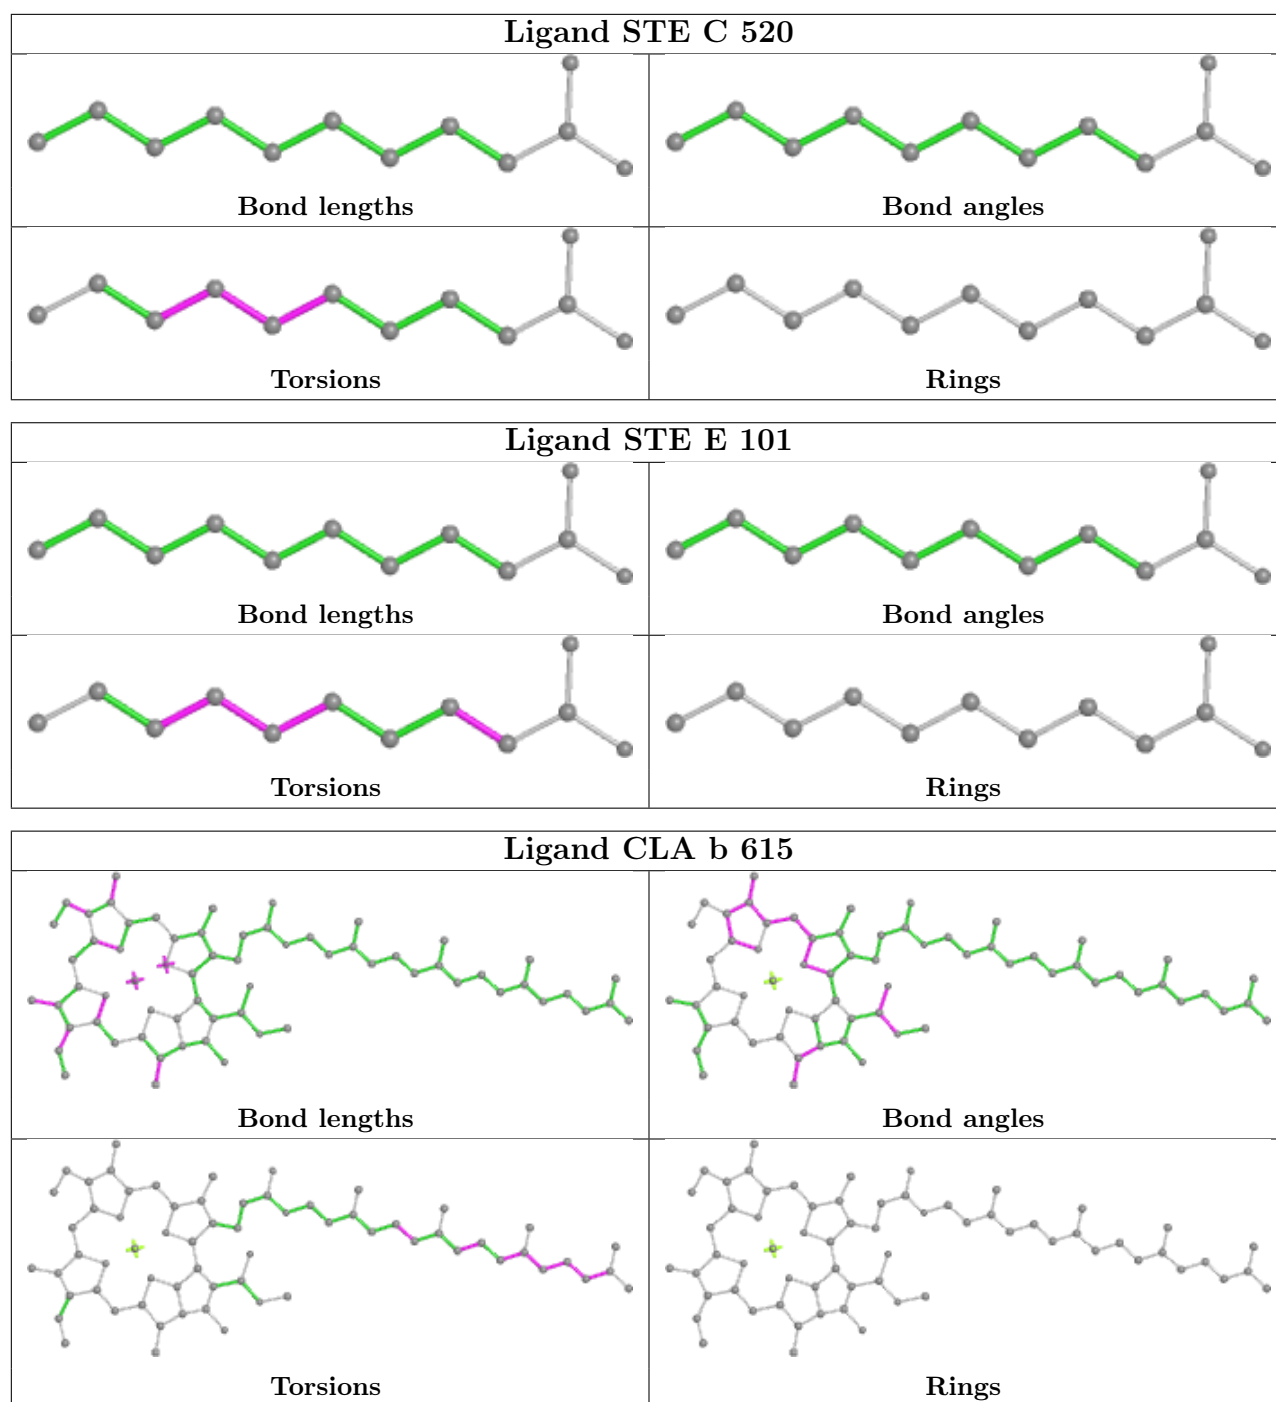 Ligand STE C 520
Bond lengths
Bond angles
Torsions
Rings
Ligand STE E 101
Bond lengths
Bond angles
Torsions
Rings
Ligand CLA b 615
Bond lengths
Bond angles
Torsions
Rings